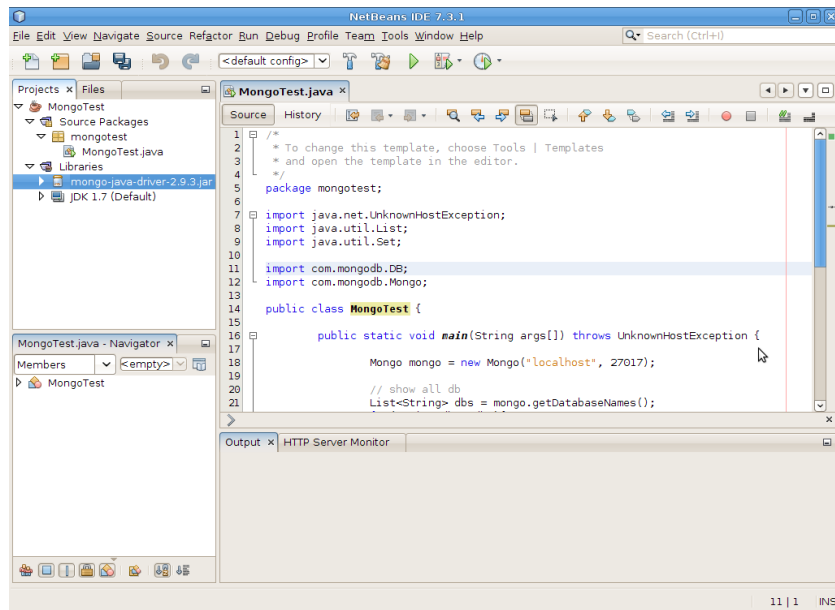 NetBeans IDE 7.3.1
File Edit View Navigate Source Refactor Run Debug Profile Team Tools Window Help
Search (Ctrl+I)
<default config>
Projects × Files
MongoTest
Source Packages
mongotest
MongoTest.java
Libraries
mongo-java-driver-2.9.3.jar
JDK 1.7 (Default)
MongoTest.java - Navigator ×
Members <empty>
MongoTest
MongoTest.java ×
Source History
1 /*
2 * To change this template, choose Tools | Templates
3 * and open the template in the editor.
4 */
5 package mongotest;
6
7 import java.net.UnknownHostException;
8 import java.util.List;
9 import java.util.Set;
10
11 import com.mongodb.DB;
12 import com.mongodb.Mongo;
13
14 public class MongoTest {
15
16 public static void main(String args[]) throws UnknownHostException {
17
18 Mongo mongo = new Mongo("localhost", 27017);
19
20 // show all db
21 List<String> dbs = mongo.getDatabaseNames();
Output × HTTP Server Monitor
11 | 1 INS